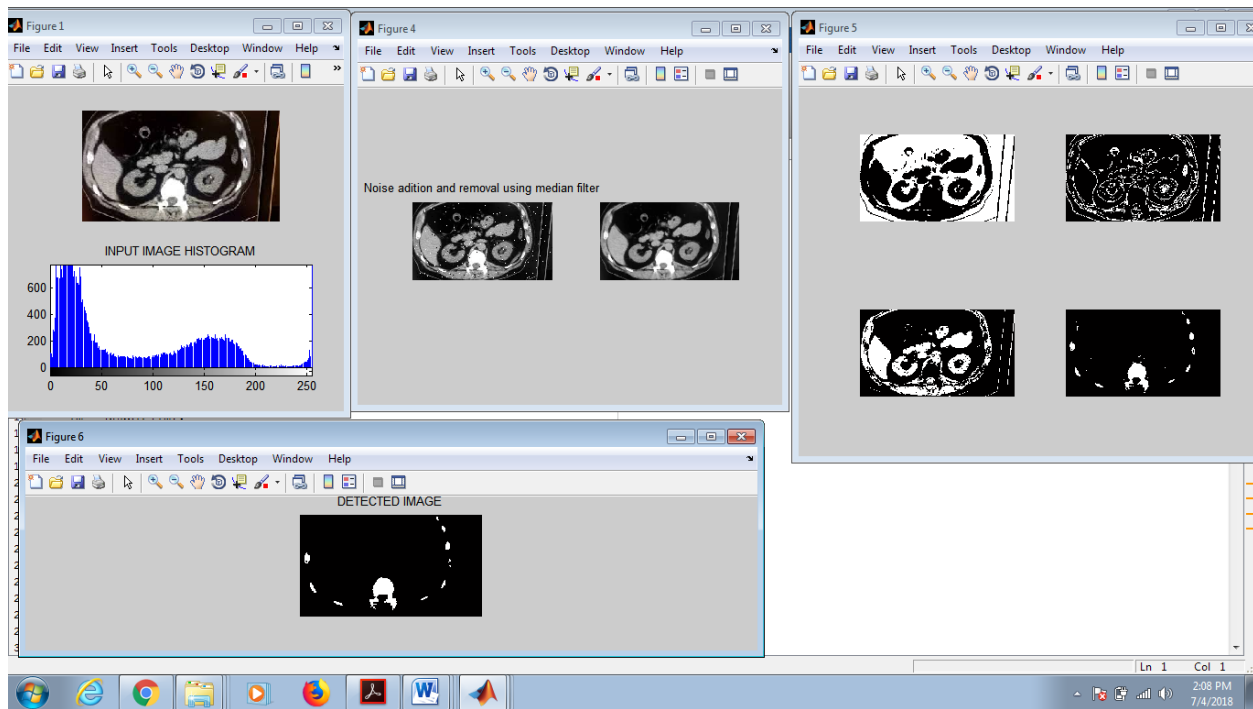 Figure 1
File Edit View Insert Tools Desktop Window Help
INPUT IMAGE HISTOGRAM
600
400
200
0
0 50 100 150 200 250
Figure 4
File Edit View Insert Tools Desktop Window Help
Noise adition and removal using median filter
Figure 5
File Edit View Insert Tools Desktop Window Help
Figure 6
File Edit View Insert Tools Desktop Window Help
DETECTED IMAGE
Ln 1 Col 1
2:08 PM
7/4/2018